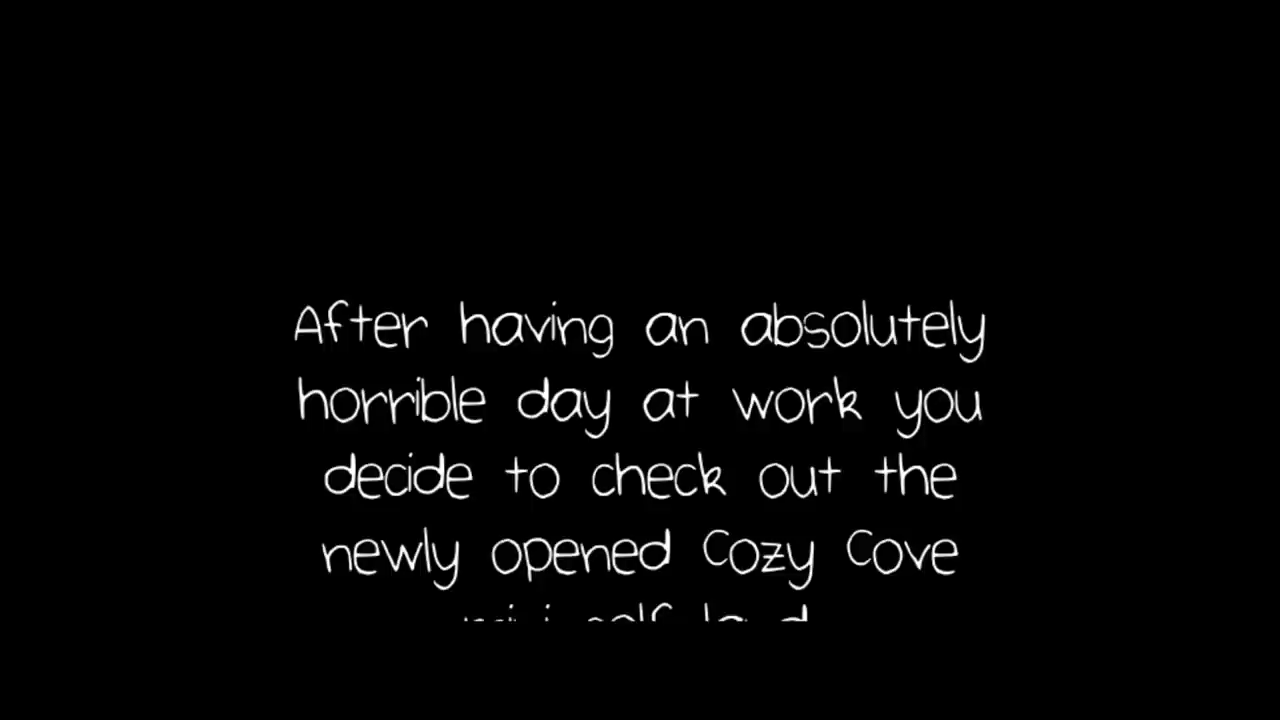 After having an absolutely
horrible day at work you
decide to check out the
newly opened Cozy Cove